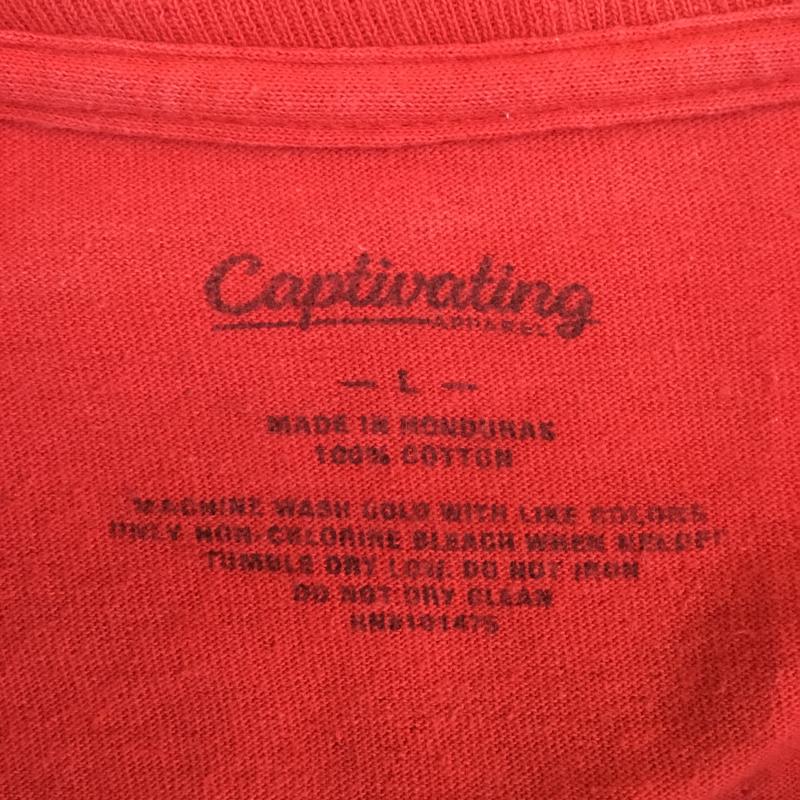 Captivating
APPAREL
— L —
MADE IN HONDURAS
100% COTTON
MACHINE WASH COLD WITH LIKE COLORS
ONLY NON-CHLORINE BLEACH WHEN NEEDED
TUMBLE DRY LOW. DO NOT IRON
DO NOT DRY CLEAN
RN#101475